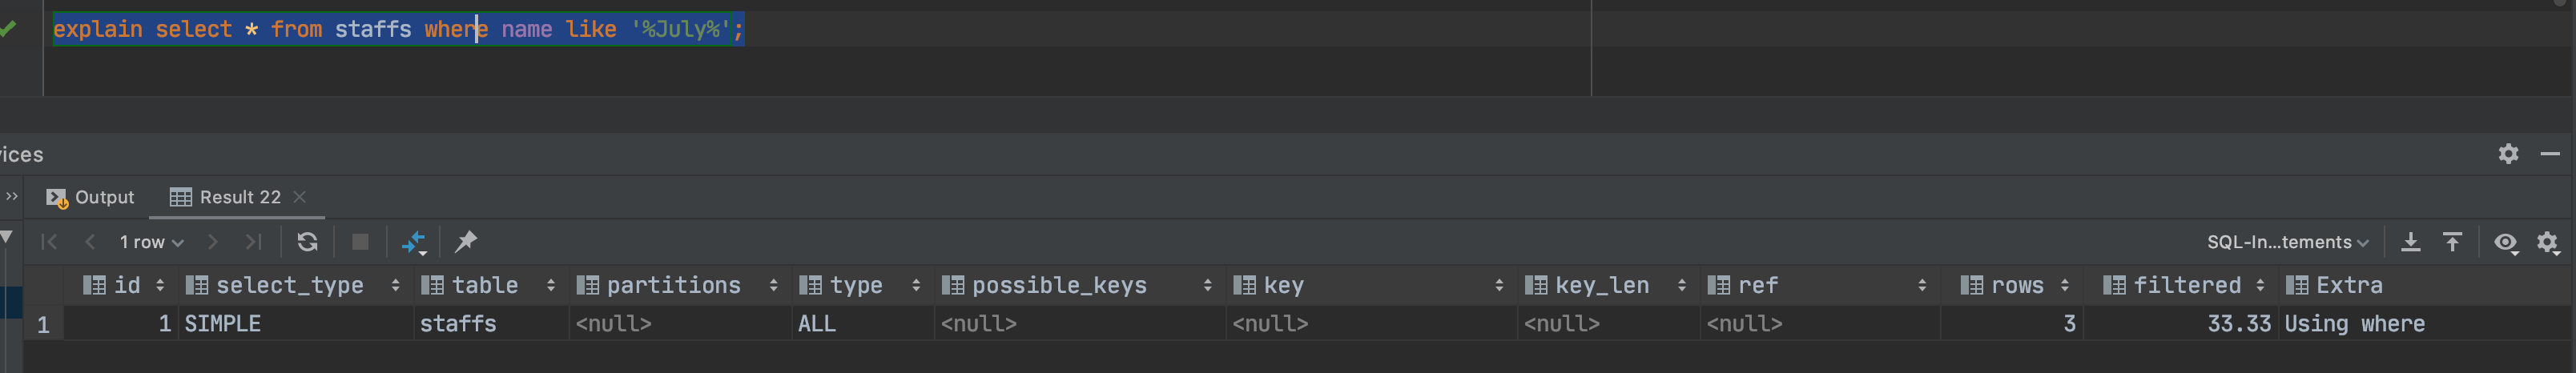 explain select * from staffs where name like '%July%';
vices
Output Result 22
1 row SQL-In...tements
id select_type table partitions type possible_keys key key_len ref rows filtered Extra
1 1 SIMPLE staffs <null> ALL <null> <null> <null> <null> 3 33.33 Using where